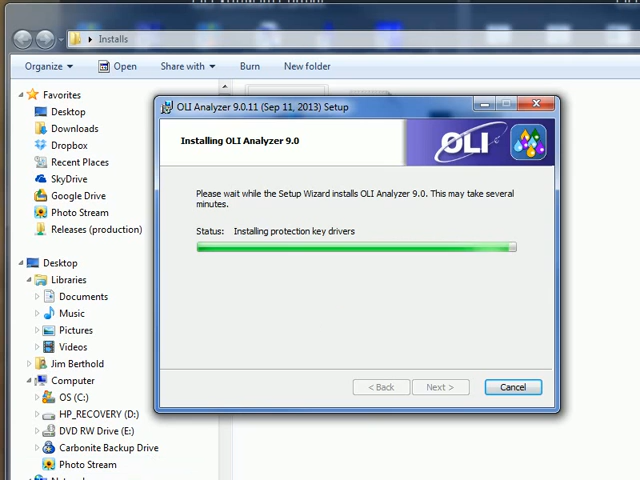 Installs
Organize
Open
Share with
Burn
New folder
Favorites
Desktop
Downloads
Dropbox
Recent Places
SkyDrive
Google Drive
Photo Stream
Releases (production)
Desktop
Libraries
Documents
Music
Pictures
Videos
Jim Berthold
Computer
OS (C:)
HP_RECOVERY (D:)
DVD RW Drive (E:)
Carbonite Backup Drive
Photo Stream
OLI Analyzer 9.0.11 (Sep 11, 2013) Setup
Installing OLI Analyzer 9.0
OLI
Please wait while the Setup Wizard installs OLI Analyzer 9.0. This may take several
minutes.
Status: Installing protection key drivers
< Back
Next >
Cancel